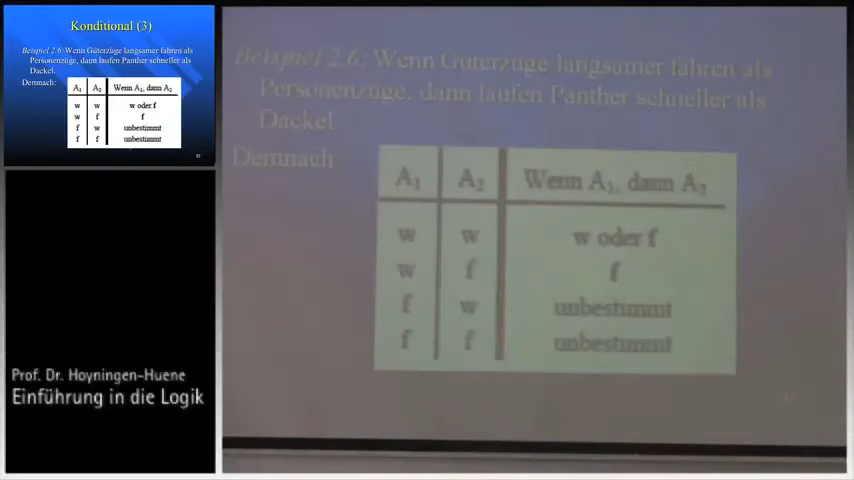 Konditional (3)
Beispiel 2.6: Wenn Güterzüge langsamer fahren als
Personenzüge, dann laufen Panther schneller als
Dackel.
Demnach:
A₁ A₂ Wenn A₁, dann A₂
w w w oder f
w f f
f w unbestimmt
f f unbestimmt
37
Prof. Dr. Hoyningen-Huene
Einführung in die Logik
Beispiel 2.6: Wenn Güterzüge langsamer fahren als
Personenzüge, dann laufen Panther schneller als
Dackel
Demnach
A₁ A₂ Wenn A₁, dann A₂
w w w oder f
w f f
f w unbestimmt
f f unbestimmt